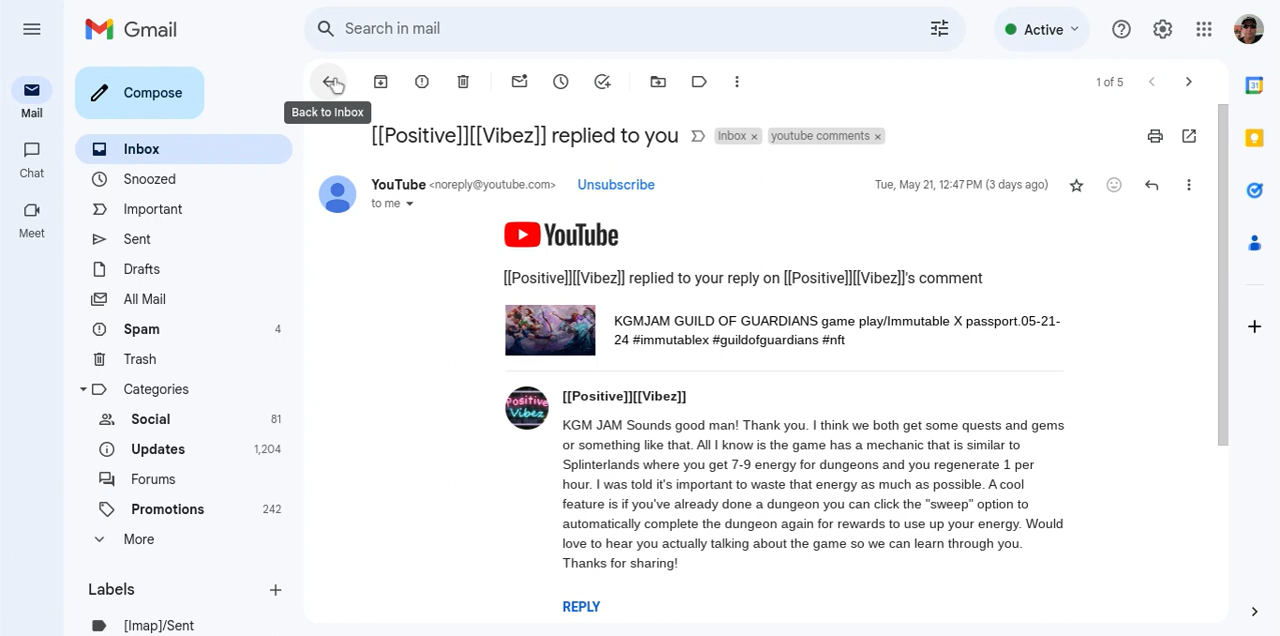 Gmail
Search in mail
Active
Mail
Chat
Meet
Compose
Inbox
Snoozed
Important
Sent
Drafts
All Mail
Spam 4
Trash
Categories
Social 81
Updates 1,204
Forums
Promotions 242
More
Labels
[Imap]/Sent
1 of 5
Back to Inbox
[[Positive]][[Vibez]] replied to you
Inbox ×
youtube comments ×
YouTube <noreply@youtube.com> Unsubscribe
Tue, May 21, 12:47 PM (3 days ago)
to me
YouTube
[[Positive]][[Vibez]] replied to your reply on [[Positive]][[Vibez]]'s comment
KGMJAM GUILD OF GUARDIANS game play/Immutable X passport.05-21-
24 #immutablex #guildofguardians #nft
Positive
Vibez
[[Positive]][[Vibez]]
KGM JAM Sounds good man! Thank you. I think we both get some quests and gems
or something like that. All I know is the game has a mechanic that is similar to
Splinterlands where you get 7-9 energy for dungeons and you regenerate 1 per
hour. I was told it's important to waste that energy as much as possible. A cool
feature is if you've already done a dungeon you can click the "sweep" option to
automatically complete the dungeon again for rewards to use up your energy. Would
love to hear you actually talking about the game so we can learn through you.
Thanks for sharing!
REPLY
31